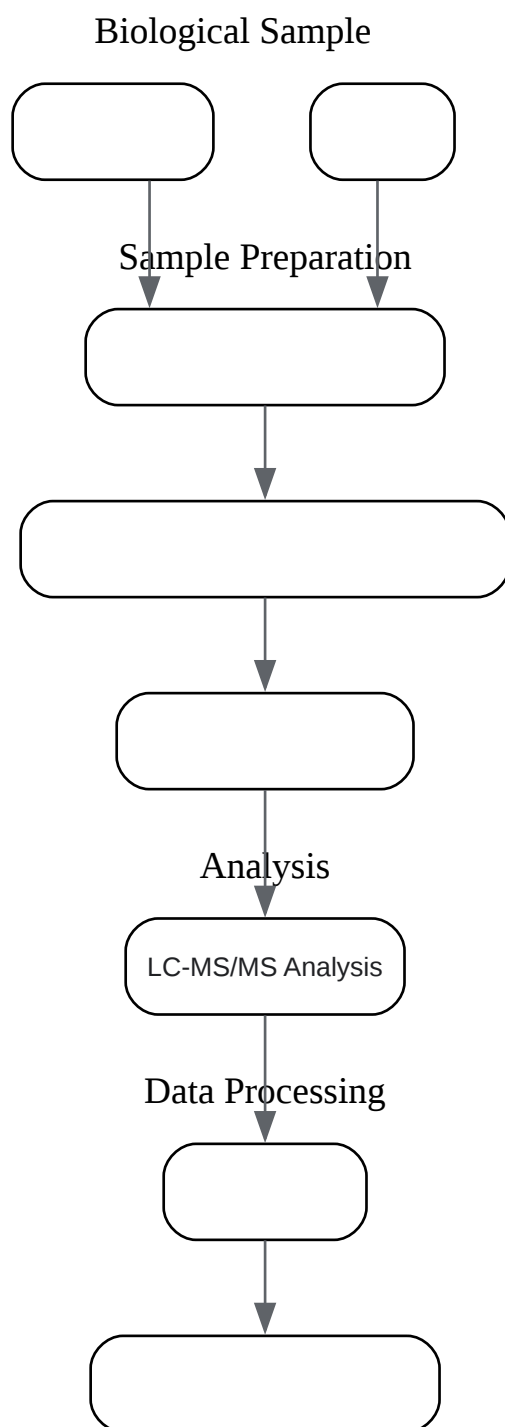 Biological Sample
Sample Preparation
Analysis
LC-MS/MS Analysis
Data Processing